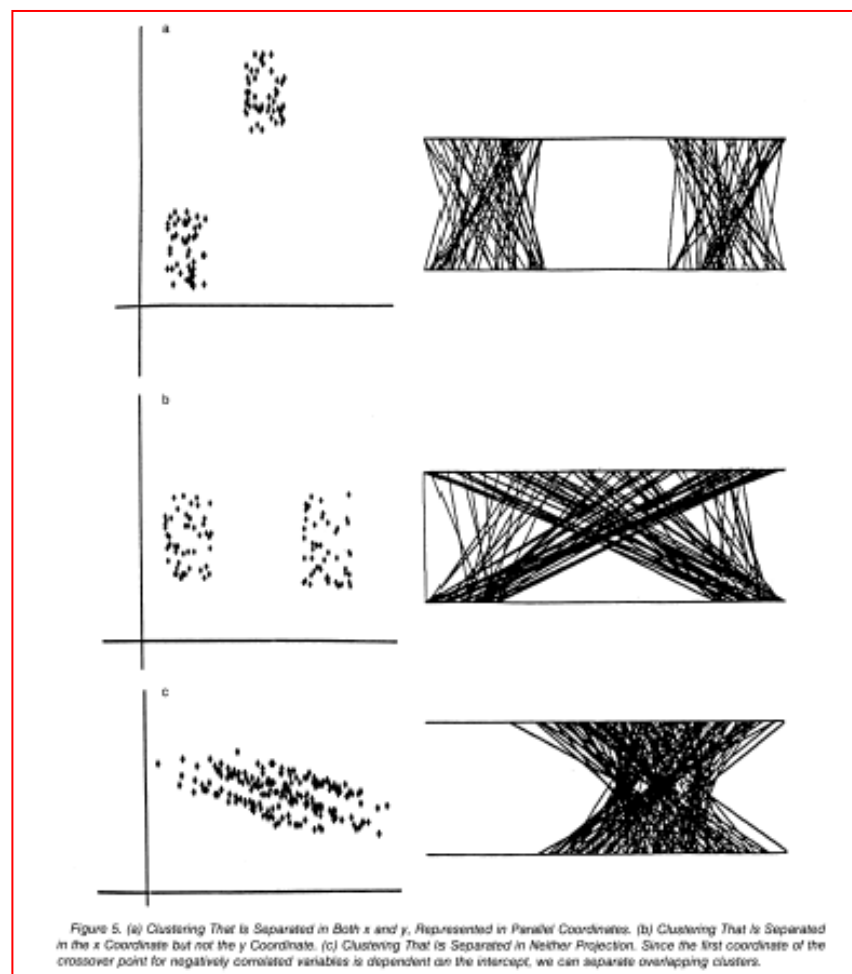 a
b
c
Figure 5. (a) Clustering That Is Separated in Both x and y, Represented in Parallel Coordinates. (b) Clustering That Is Separated
in the x Coordinate but not the y Coordinate. (c) Clustering That Is Separated in Neither Projection. Since the first coordinate of the
crossover point for negatively correlated variables is dependent on the intercept, we can separate overlapping clusters.